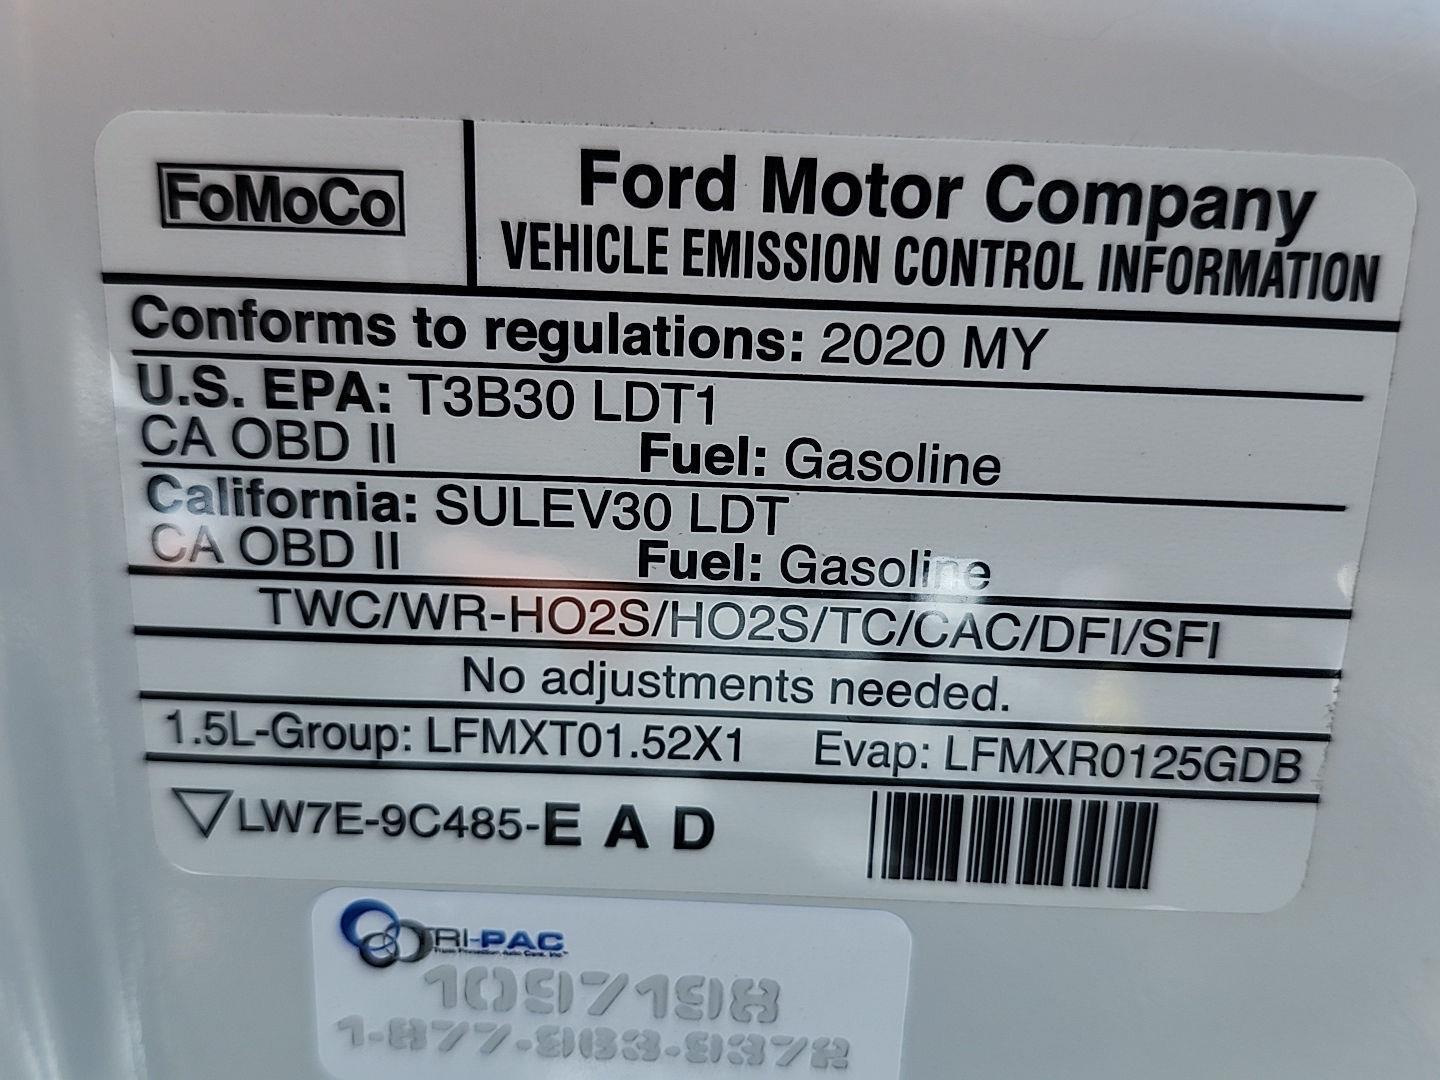 FoMoCo
Ford Motor Company
VEHICLE EMISSION CONTROL INFORMATION
Conforms to regulations: 2020 MY
U.S. EPA: T3B30 LDT1
CA OBD II Fuel: Gasoline
California: SULEV30 LDT
CA OBD II Fuel: Gasoline
TWC/WR-HO2S/HO2S/TC/CAC/DFI/SFI
No adjustments needed.
1.5L-Group: LFMXT01.52X1 Evap: LFMXR0125GDB
LW7E-9C485-E A D
TRI-PAC
1097198